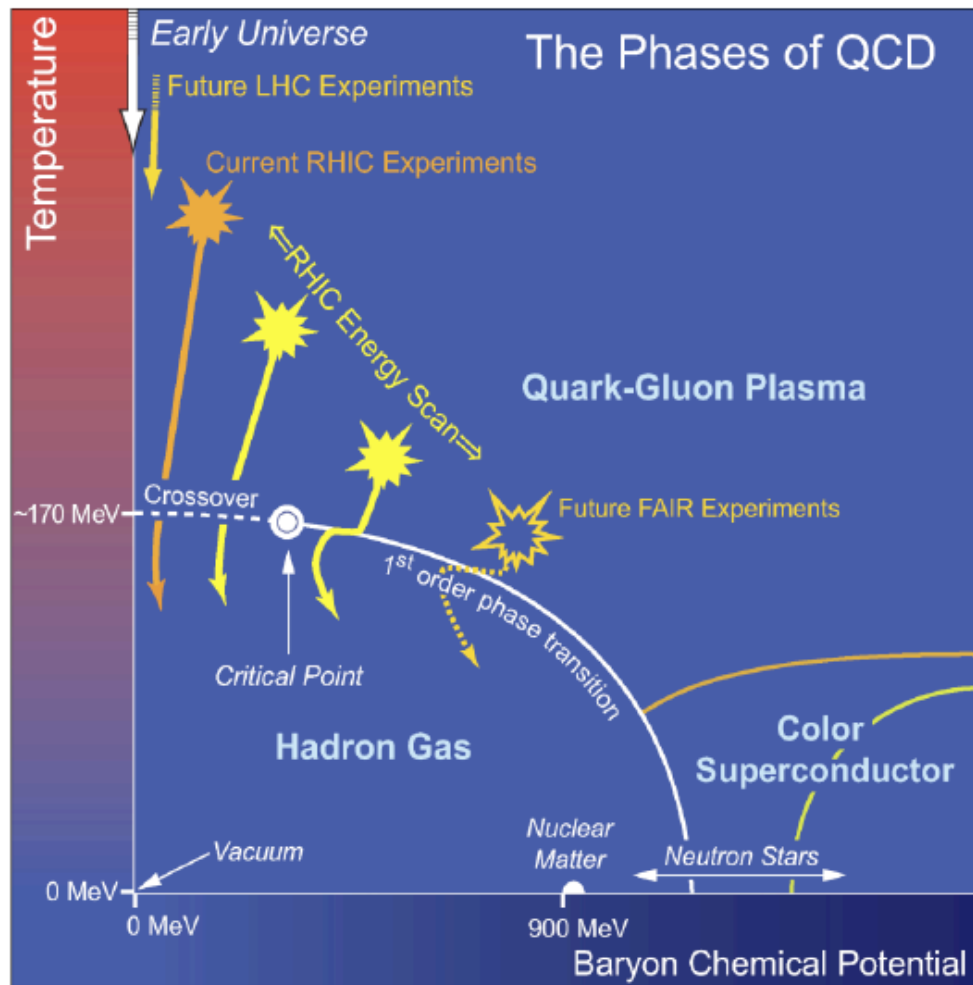 Temperature
Early Universe
The Phases of QCD
Future LHC Experiments
Current RHIC Experiments
⇐RHIC Energy Scan⇒
Quark-Gluon Plasma
Crossover
~170 MeV
Future FAIR Experiments
1st order phase transition
Critical Point
Hadron Gas
Color
Superconductor
Vacuum
Nuclear
Matter
Neutron Stars
0 MeV
0 MeV
900 MeV
Baryon Chemical Potential